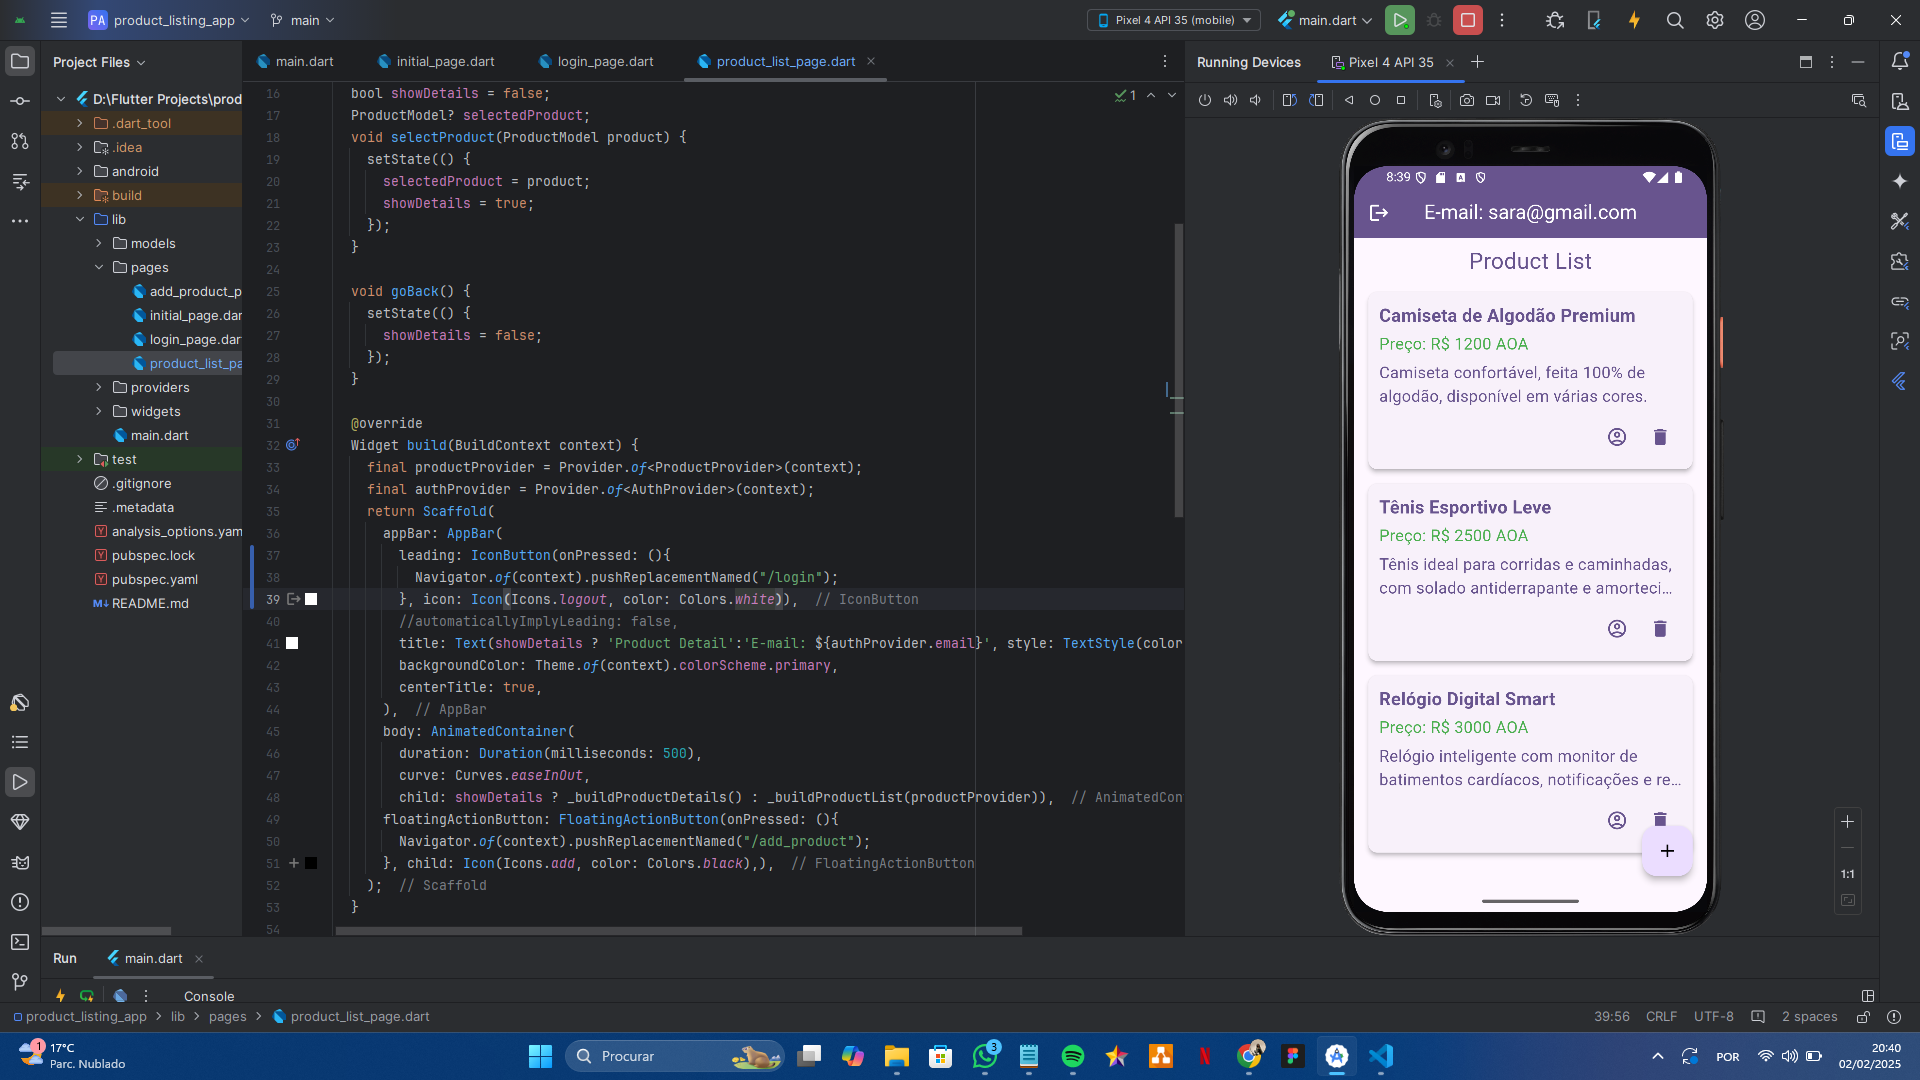 PA product_listing_app
main
Pixel 4 API 35 (mobile)
main.dart
Project Files
main.dart
initial_page.dart
login_page.dart
product_list_page.dart
Running Devices
Pixel 4 API 35
D:\Flutter Projects\prod
.dart_tool
.idea
android
build
lib
models
pages
add_product_p
initial_page.dar
login_page.dar
product_list_pa
providers
widgets
main.dart
test
.gitignore
.metadata
analysis_options.yam
pubspec.lock
pubspec.yaml
README.md
1
16 bool showDetails = false;
17 ProductModel? selectedProduct;
18 void selectProduct(ProductModel product) {
19 setState(() {
20 selectedProduct = product;
21 showDetails = true;
22 });
23 }
24
25 void goBack() {
26 setState(() {
27 showDetails = false;
28 });
29 }
30
31 @override
32 Widget build(BuildContext context) {
33 final productProvider = Provider.of<ProductProvider>(context);
34 final authProvider = Provider.of<AuthProvider>(context);
35 return Scaffold(
36 appBar: AppBar(
37 leading: IconButton(onPressed: (){
38 Navigator.of(context).pushReplacementNamed("/login");
39 }, icon: Icon(Icons.logout, color: Colors.white)), // IconButton
40 //automaticallyImplyLeading: false,
41 title: Text(showDetails ? 'Product Detail':'E-mail: ${authProvider.email}', style: TextStyle(color
42 backgroundColor: Theme.of(context).colorScheme.primary,
43 centerTitle: true,
44 ), // AppBar
45 body: AnimatedContainer(
46 duration: Duration(milliseconds: 500),
47 curve: Curves.easeInOut,
48 child: showDetails ? _buildProductDetails() : _buildProductList(productProvider)), // AnimatedCon
49 floatingActionButton: FloatingActionButton(onPressed: (){
50 Navigator.of(context).pushReplacementNamed("/add_product");
51 }, child: Icon(Icons.add, color: Colors.black),), // FloatingActionButton
52 ); // Scaffold
53 }
54
8:39
E-mail: sara@gmail.com
Product List
Camiseta de Algodão Premium
Preço: R$ 1200 AOA
Camiseta confortável, feita 100% de
algodão, disponível em várias cores.
Tênis Esportivo Leve
Preço: R$ 2500 AOA
Tênis ideal para corridas e caminhadas,
com solado antiderrapante e amorteci...
Relógio Digital Smart
Preço: R$ 3000 AOA
Relógio inteligente com monitor de
batimentos cardíacos, notificações e re...
+
1:1
Run
main.dart
Console
product_listing_app > lib > pages > product_list_page.dart
39:56 CRLF UTF-8 2 spaces
1
17°C
Parc. Nublado
Procurar
3
POR
20:40
02/02/2025